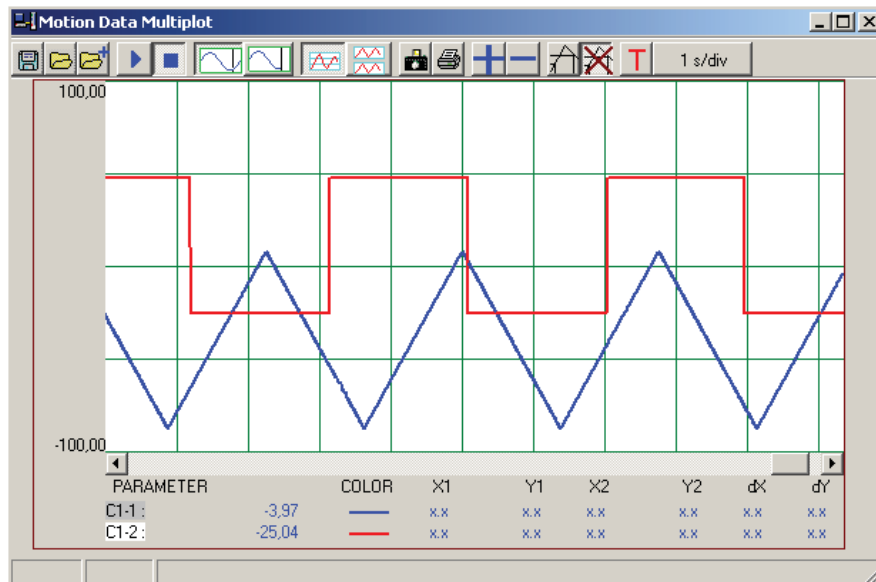 Motion Data Multiplot
T 1 s/div
100,00
-100,00
PARAMETER COLOR X1 Y1 X2 Y2 dX dY
C1-1 : -3,97 x.x x.x x.x x.x x.x x.x
C1-2 : -25,04 x.x x.x x.x x.x x.x x.x